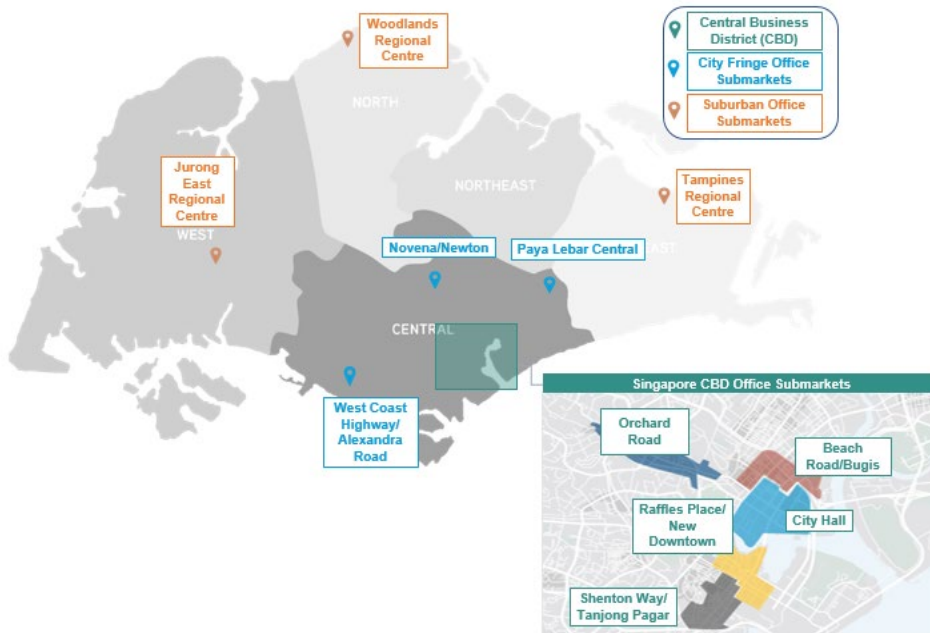 Woodlands
Regional
Centre
Central Business
District (CBD)
City Fringe Office
Submarkets
Suburban Office
Submarkets
NORTH
Jurong
East
Regional
Centre
WEST
NORTHEAST
Tampines
Regional
Centre
EAST
Novena/Newton
Paya Lebar Central
CENTRAL
West Coast
Highway/
Alexandra
Road
Singapore CBD Office Submarkets
Orchard
Road
Beach
Road/Bugis
Raffles Place/
New
Downtown
City Hall
Shenton Way/
Tanjong Pagar